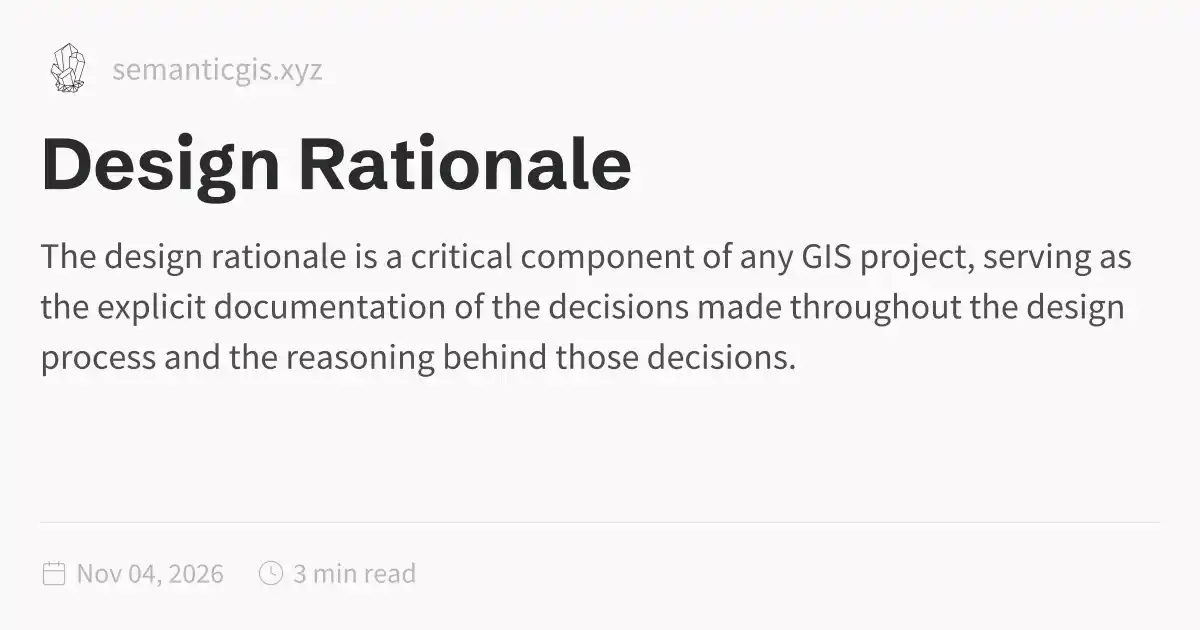 semanticgis.xyz
Design Rationale
The design rationale is a critical component of any GIS project, serving as
the explicit documentation of the decisions made throughout the design
process and the reasoning behind those decisions.
Nov 04, 2026
3 min read